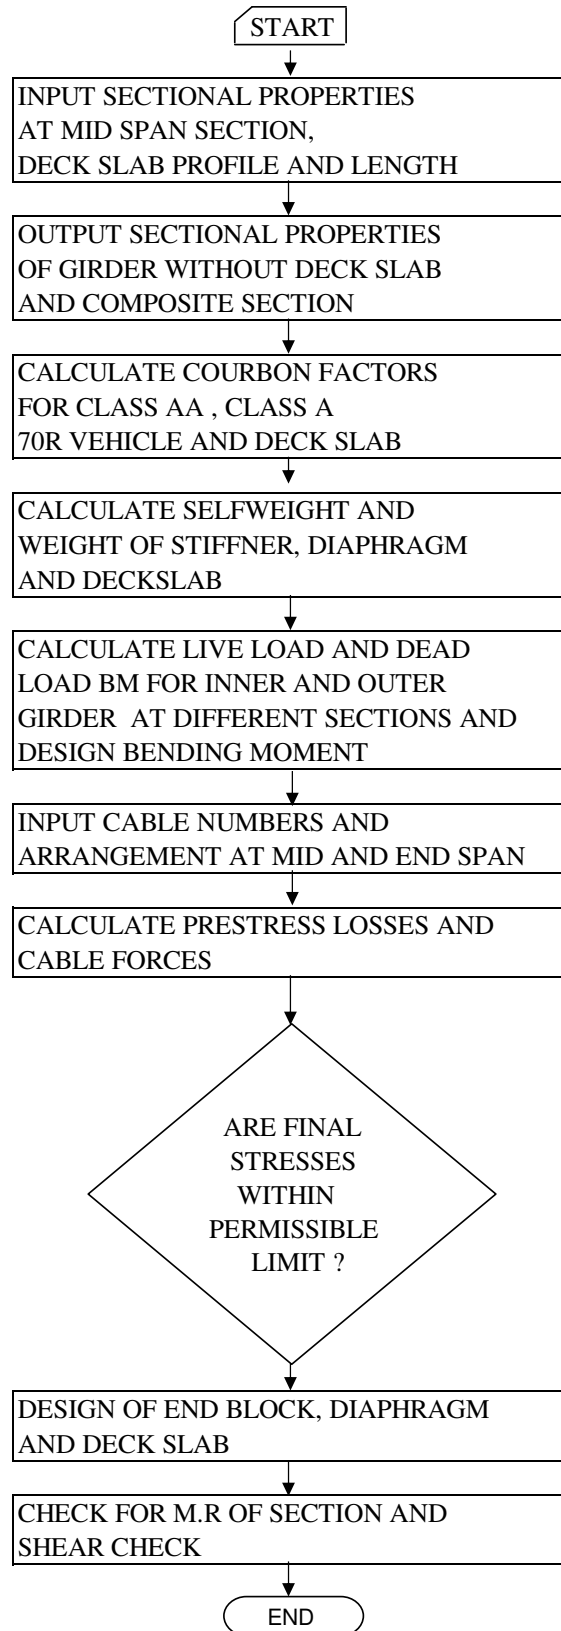 START
INPUT SECTIONAL PROPERTIES
AT MID SPAN SECTION,
DECK SLAB PROFILE AND LENGTH
OUTPUT SECTIONAL PROPERTIES
OF GIRDER WITHOUT DECK SLAB
AND COMPOSITE SECTION
CALCULATE COURBON FACTORS
FOR CLASS AA , CLASS A
70R VEHICLE AND DECK SLAB
CALCULATE SELFWEIGHT AND
WEIGHT OF STIFFNER, DIAPHRAGM
AND DECKSLAB
CALCULATE LIVE LOAD AND DEAD
LOAD BM FOR INNER AND OUTER
GIRDER AT DIFFERENT SECTIONS AND
DESIGN BENDING MOMENT
INPUT CABLE NUMBERS AND
ARRANGEMENT AT MID AND END SPAN
CALCULATE PRESTRESS LOSSES AND
CABLE FORCES
ARE FINAL
STRESSES
WITHIN
PERMISSIBLE
LIMIT ?
DESIGN OF END BLOCK, DIAPHRAGM
AND DECK SLAB
CHECK FOR M.R OF SECTION AND
SHEAR CHECK
END